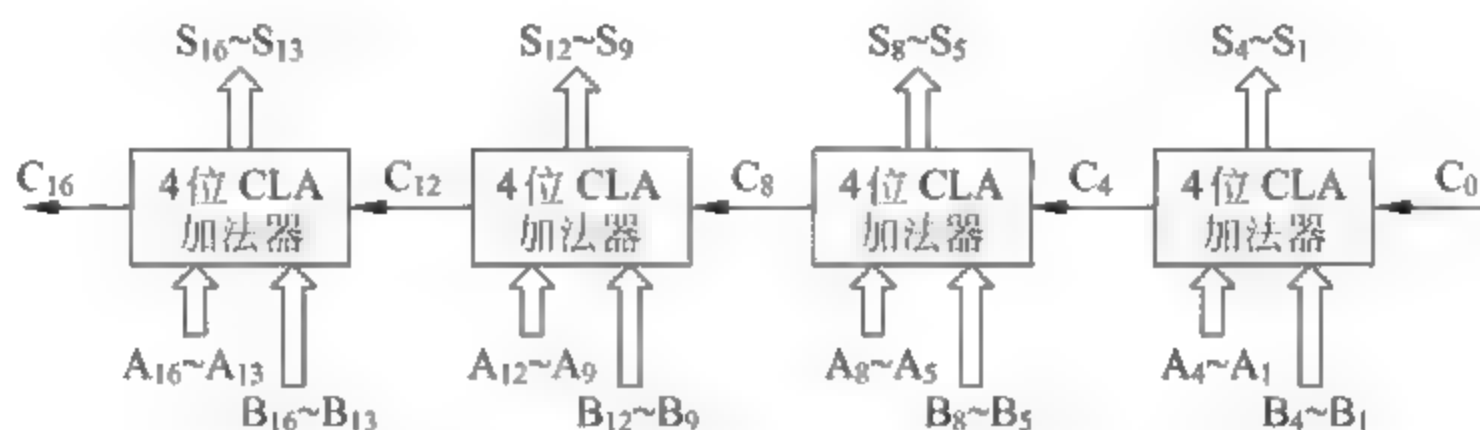 S₁₆~S₁₃ S₁₂~S₉ S₈~S₅ S₄~S₁
C₁₆ 4位 CLA 加法器 C₁₂ 4位 CLA 加法器 C₈ 4位 CLA 加法器 C₄ 4位 CLA 加法器 C₀
A₁₆~A₁₃ A₁₂~A₉ A₈~A₅ A₄~A₁
B₁₆~B₁₃ B₁₂~B₉ B₈~B₅ B₄~B₁